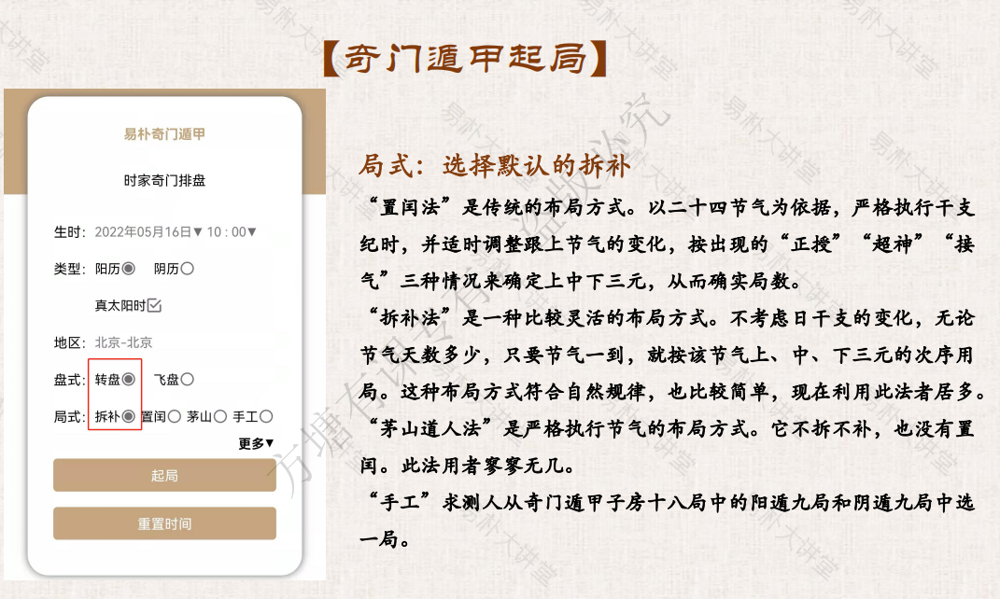 【奇门遁甲起局】
易朴奇门遁甲
时家奇门排盘
生时：2022年05月16日▼ 10 : 00▼
类型：阳历 阴历
真太阳时
地区：北京-北京
盘式：转盘 飞盘
局式：拆补 置闰 茅山 手工
更多▼
起局
重置时间
局式：选择默认的拆补
“置闰法”是传统的布局方式。以二十四节气为依据，严格执行干支
纪时，并适时调整跟上节气的变化，按出现的“正授”“超神”“接
气”三种情况来确定上中下三元，从而确实局数。
“拆补法”是一种比较灵活的布局方式。不考虑日干支的变化，无论
节气天数多少，只要节气一到，就按该节气上、中、下三元的次序用
局。这种布局方式符合自然规律，也比较简单，现在利用此法者居多。
“茅山道人法”是严格执行节气的布局方式。它不拆不补，也没有置
闰。此法用者寥寥无几。
“手工”求测人从奇门遁甲子房十八局中的阳遁九局和阴遁九局中选
一局。
易朴大讲堂